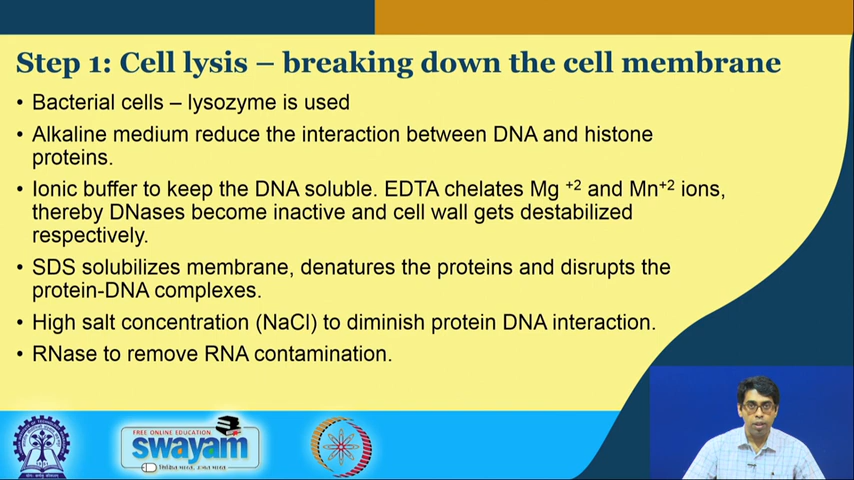 Step 1: Cell lysis – breaking down the cell membrane
• Bacterial cells – lysozyme is used
• Alkaline medium reduce the interaction between DNA and histone
proteins.
• Ionic buffer to keep the DNA soluble. EDTA chelates Mg +2 and Mn+2 ions,
thereby DNases become inactive and cell wall gets destabilized
respectively.
• SDS solubilizes membrane, denatures the proteins and disrupts the
protein-DNA complexes.
• High salt concentration (NaCl) to diminish protein DNA interaction.
• RNase to remove RNA contamination.
FREE ONLINE EDUCATION
swayam